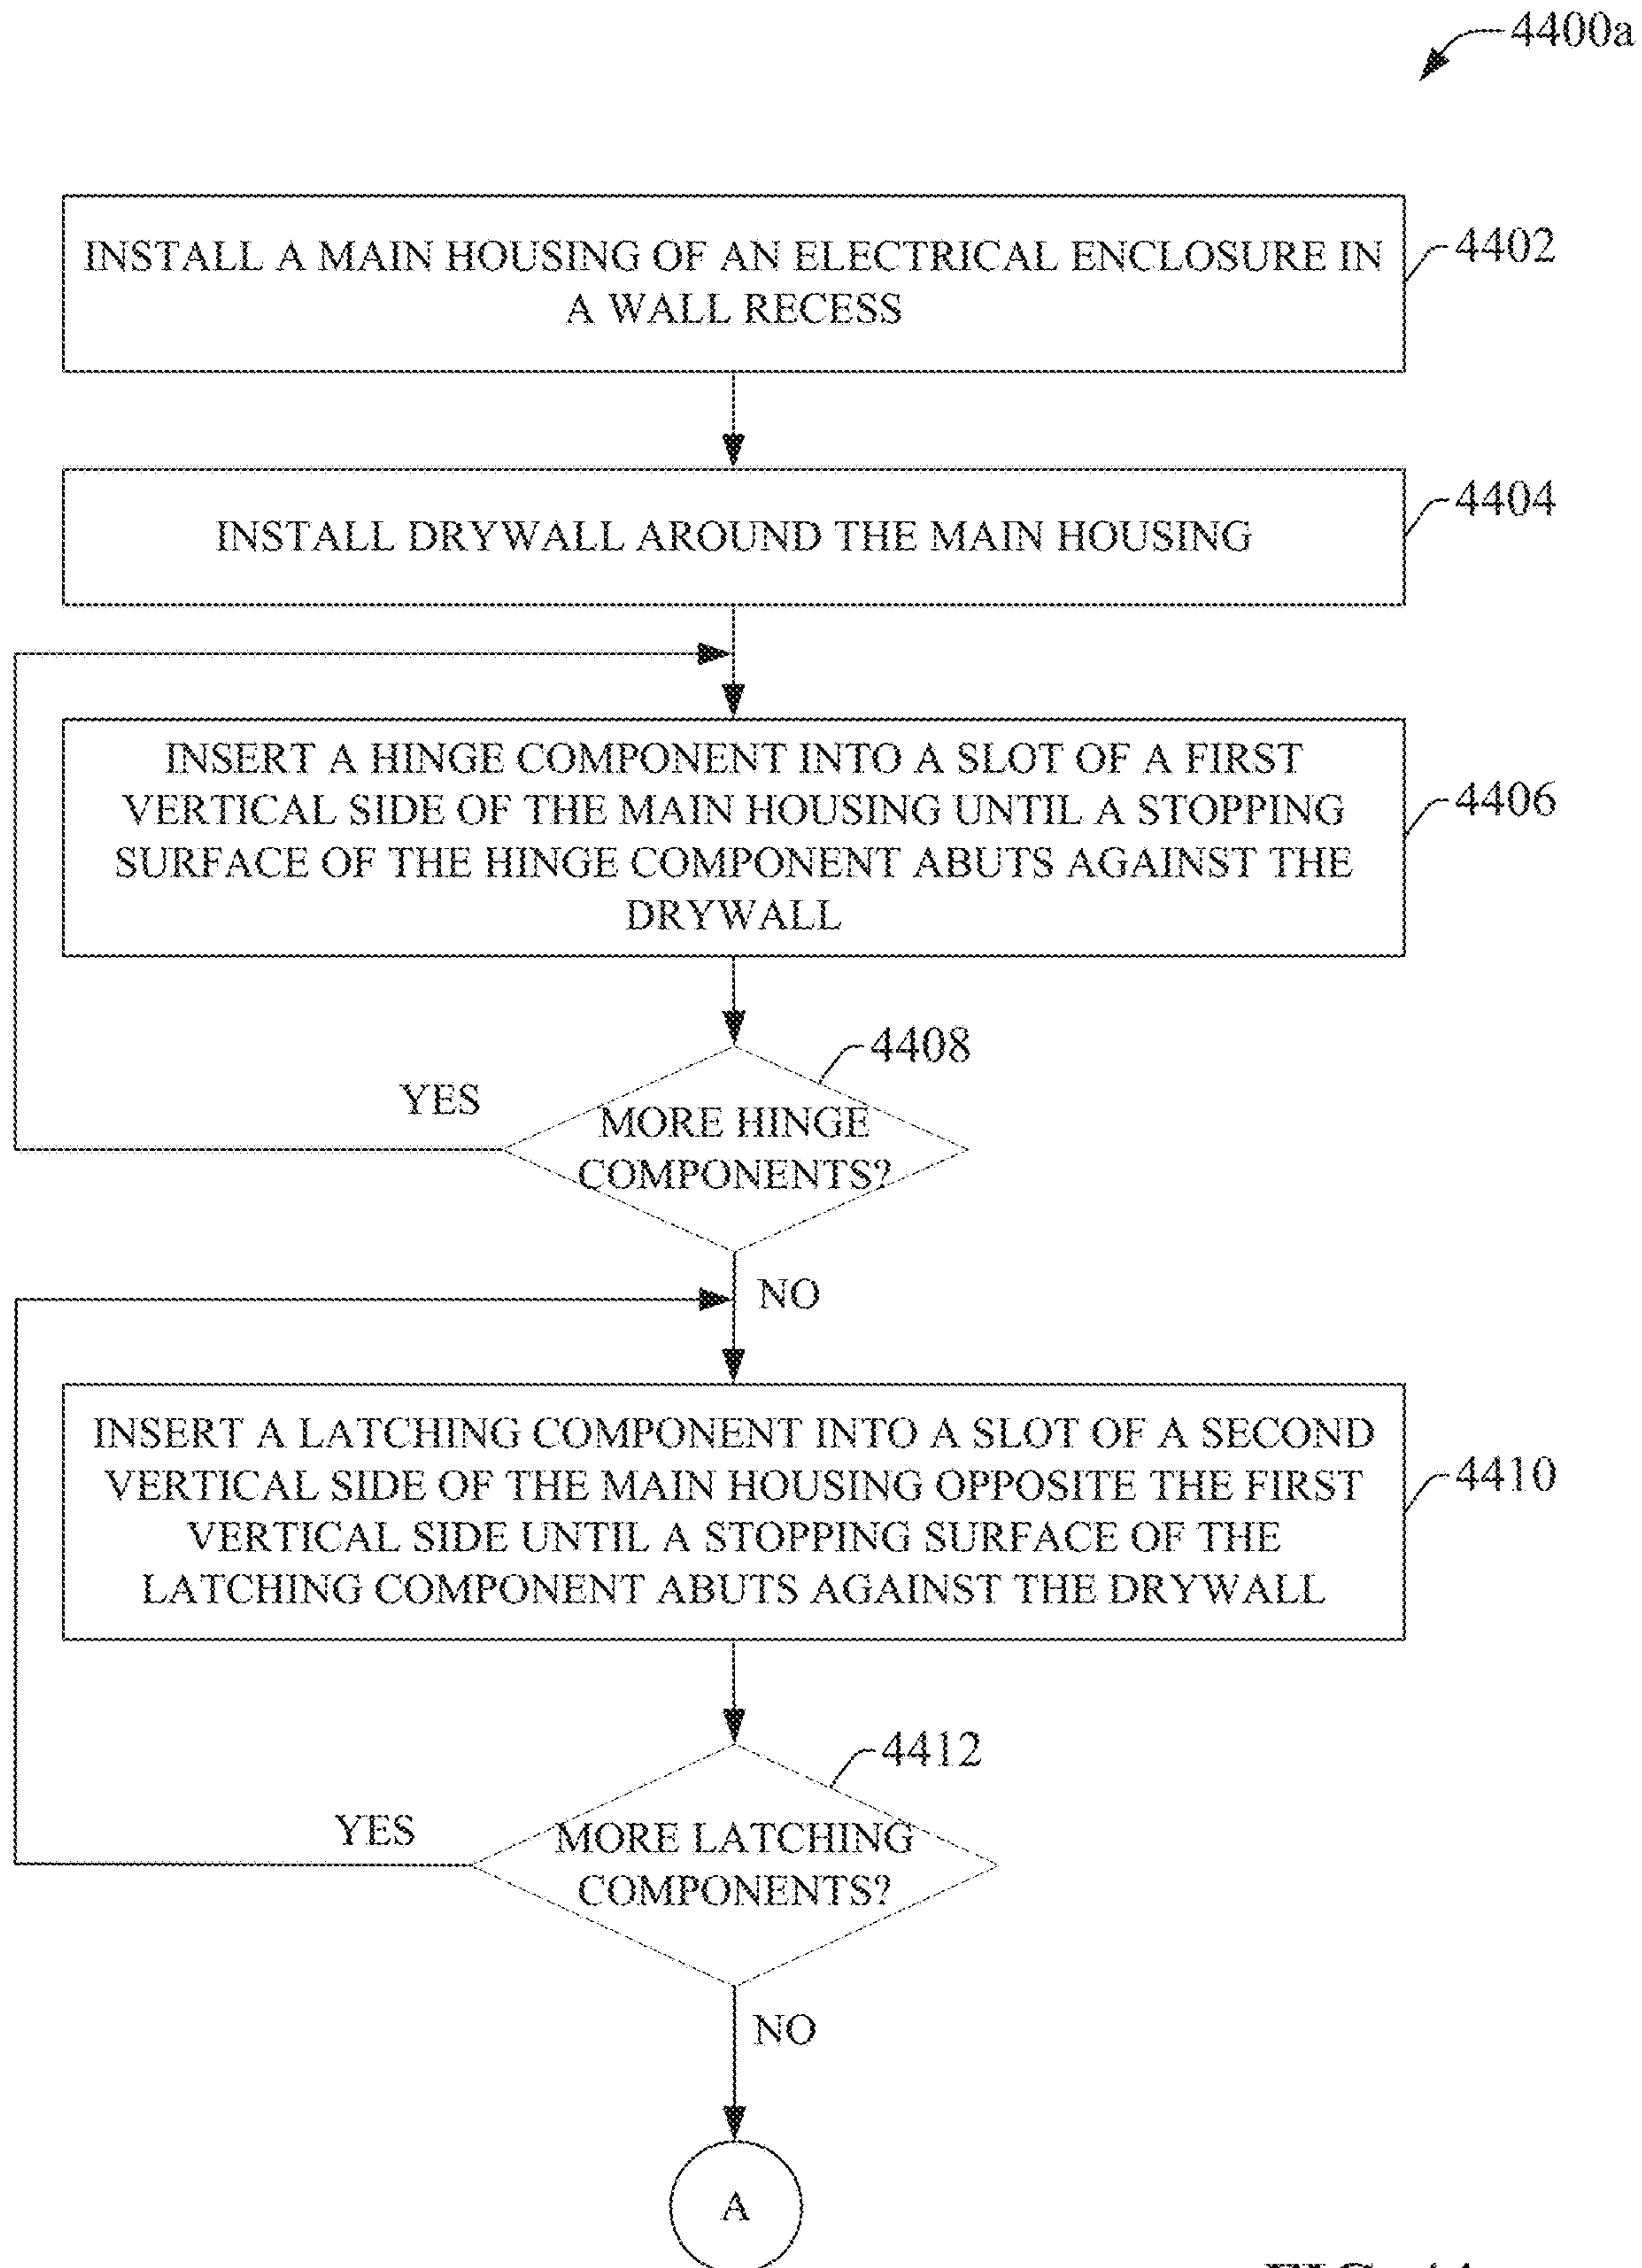 4400a
INSTALL A MAIN HOUSING OF AN ELECTRICAL ENCLOSURE IN
A WALL RECESS
4402
INSTALL DRYWALL AROUND THE MAIN HOUSING
4404
INSERT A HINGE COMPONENT INTO A SLOT OF A FIRST
VERTICAL SIDE OF THE MAIN HOUSING UNTIL A STOPPING
SURFACE OF THE HINGE COMPONENT ABUTS AGAINST THE
DRYWALL
4406
4408
YES
MORE HINGE
COMPONENTS?
NO
INSERT A LATCHING COMPONENT INTO A SLOT OF A SECOND
VERTICAL SIDE OF THE MAIN HOUSING OPPOSITE THE FIRST
VERTICAL SIDE UNTIL A STOPPING SURFACE OF THE
LATCHING COMPONENT ABUTS AGAINST THE DRYWALL
4410
4412
YES
MORE LATCHING
COMPONENTS?
NO
A